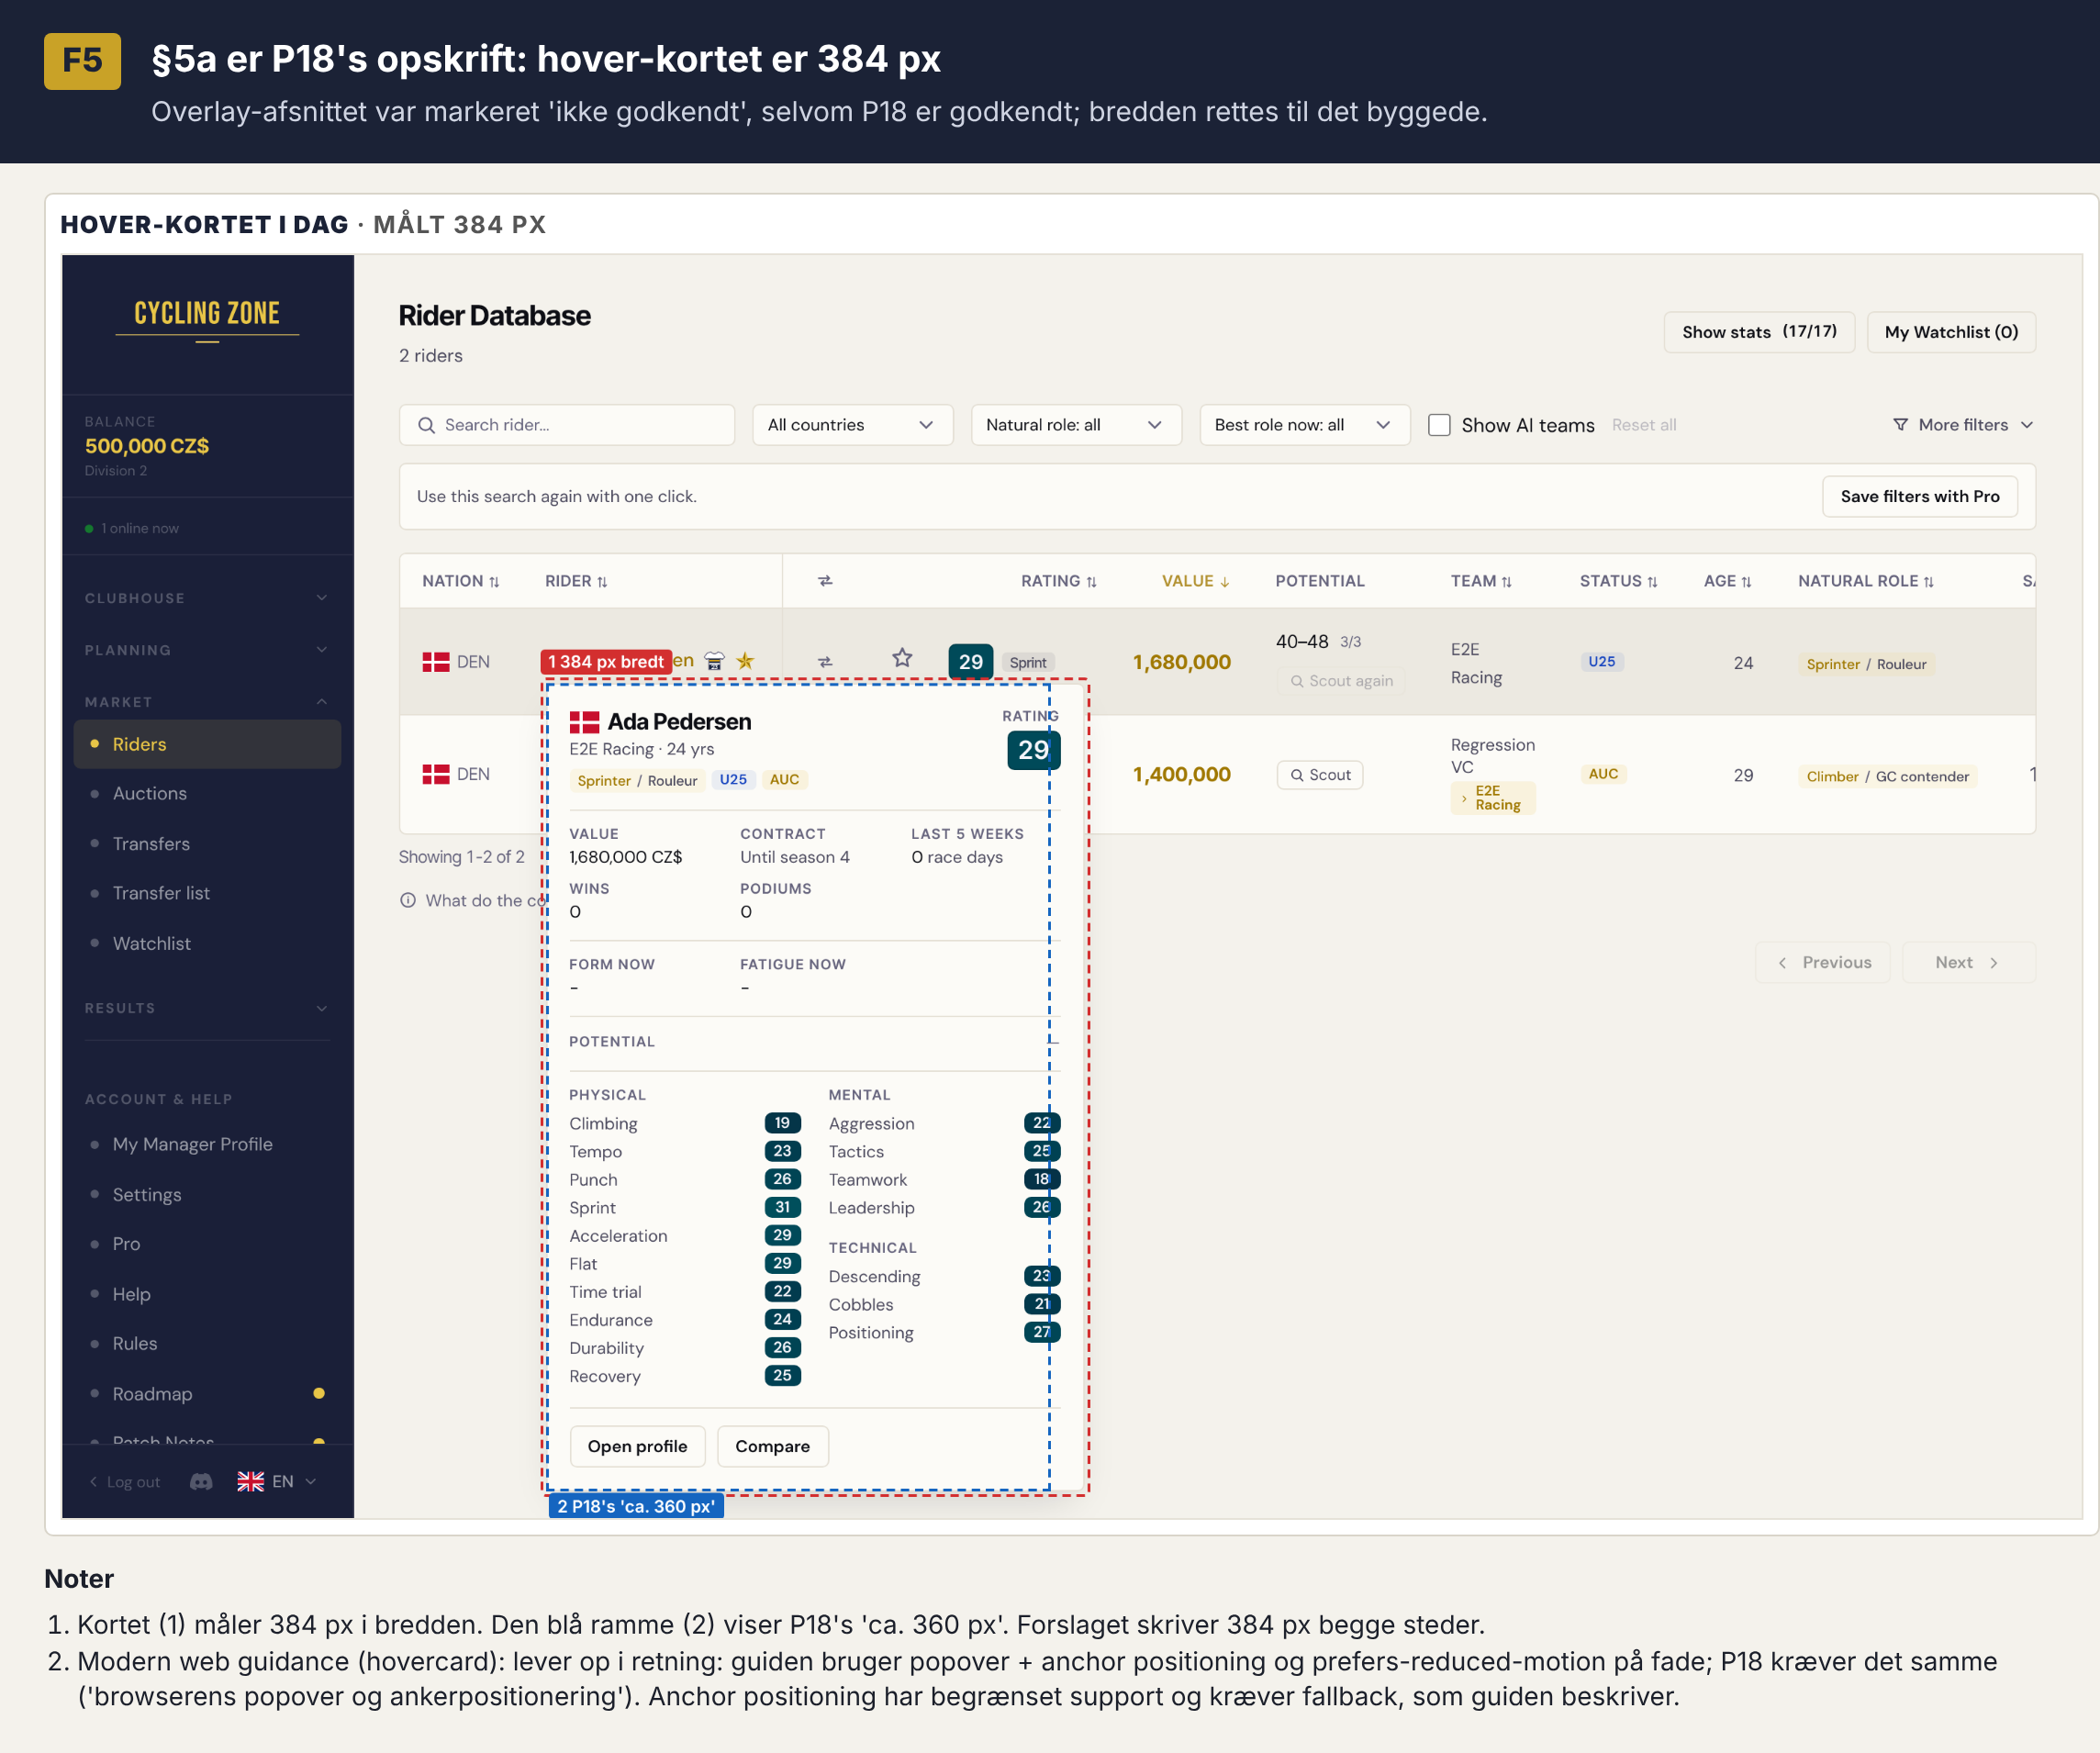 F5
§5a er P18's opskrift: hover-kortet er 384 px
Overlay-afsnittet var markeret 'ikke godkendt', selvom P18 er godkendt; bredden rettes til det byggede.
HOVER-KORTET I DAG · MÅLT 384 PX
CYCLING ZONE
BALANCE
500,000 CZ$
Division 2
1 online now
CLUBHOUSE
PLANNING
MARKET
Riders
Auctions
Transfers
Transfer list
Watchlist
RESULTS
ACCOUNT & HELP
My Manager Profile
Settings
Pro
Help
Rules
Roadmap
Patch Notes
Log out
EN
Rider Database
2 riders
Show stats (17/17)
My Watchlist (0)
Search rider...
All countries
Natural role: all
Best role now: all
Show AI teams
Reset all
More filters
Use this search again with one click.
Save filters with Pro
NATION RIDER RATING VALUE POTENTIAL TEAM STATUS AGE NATURAL ROLE
DEN
1 384 px bredt
en
29 Sprint
1,680,000
40–48 3/3
Scout again
E2E
Racing
U25
24
Sprinter / Rouleur
DEN
1,400,000
Scout
Regression
VC
E2E
Racing
AUC
29
Climber / GC contender
Showing 1-2 of 2
What do the co
Previous
Next
Ada Pedersen
E2E Racing · 24 yrs
Sprinter / Rouleur U25 AUC
RATING
29
VALUE CONTRACT LAST 5 WEEKS
1,680,000 CZ$ Until season 4 0 race days
WINS PODIUMS
0 0
FORM NOW FATIGUE NOW
- -
POTENTIAL —
PHYSICAL
Climbing 19
Tempo 23
Punch 26
Sprint 31
Acceleration 29
Flat 29
Time trial 22
Endurance 24
Durability 26
Recovery 25
MENTAL
Aggression 22
Tactics 25
Teamwork 18
Leadership 26
TECHNICAL
Descending 23
Cobbles 21
Positioning 27
Open profile
Compare
2 P18's 'ca. 360 px'
Noter
1. Kortet (1) måler 384 px i bredden. Den blå ramme (2) viser P18's 'ca. 360 px'. Forslaget skriver 384 px begge steder.
2. Modern web guidance (hovercard): lever op i retning: guiden bruger popover + anchor positioning og prefers-reduced-motion på fade; P18 kræver det samme
('browserens popover og ankerpositionering'). Anchor positioning har begrænset support og kræver fallback, som guiden beskriver.